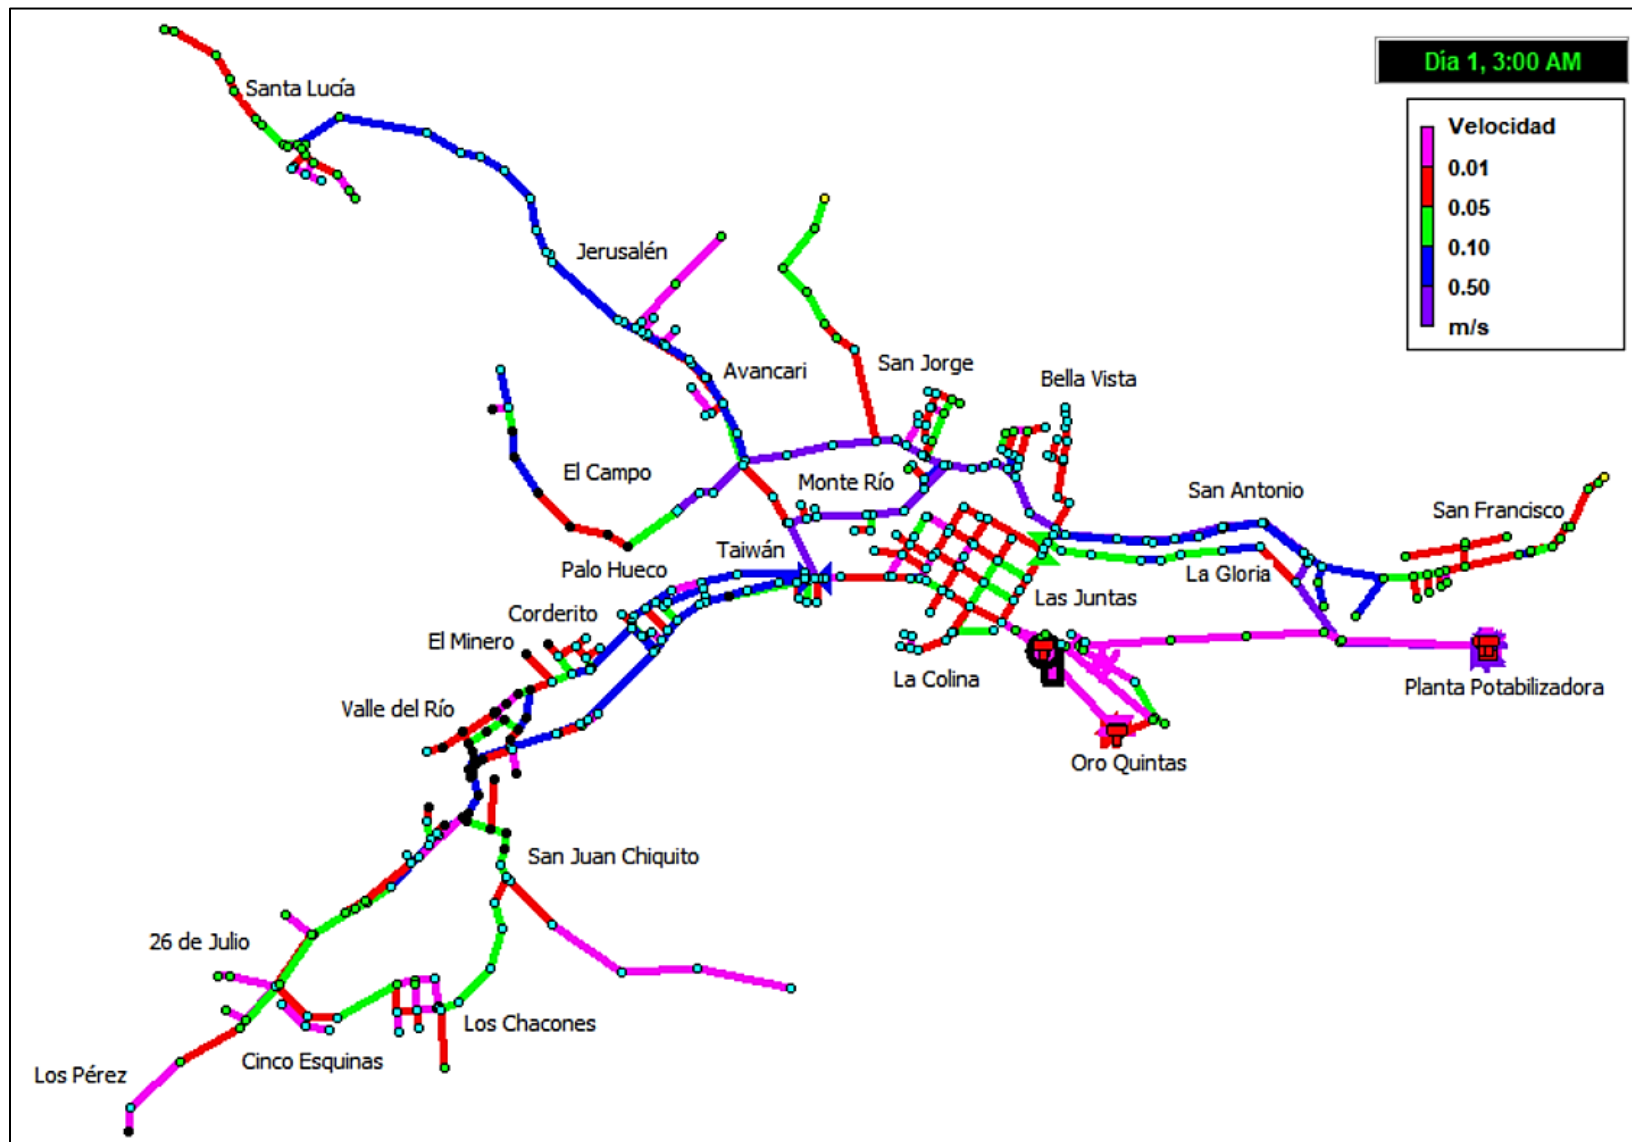 Día 1, 3:00 AM
Santa Lucía
Velocidad
0.01
0.05
0.10
0.50
m/s
Jerusalén
San Jorge
Avancari
Bella Vista
El Campo
Monte Río
San Antonio
San Francisco
Taiwán
Palo Hueco
La Gloria
Corderito
Las Juntas
El Minero
La Colina
Planta Potabilizadora
Valle del Río
Oro Quintas
San Juan Chiquito
26 de Julio
Los Chacones
Cinco Esquinas
Los Pérez